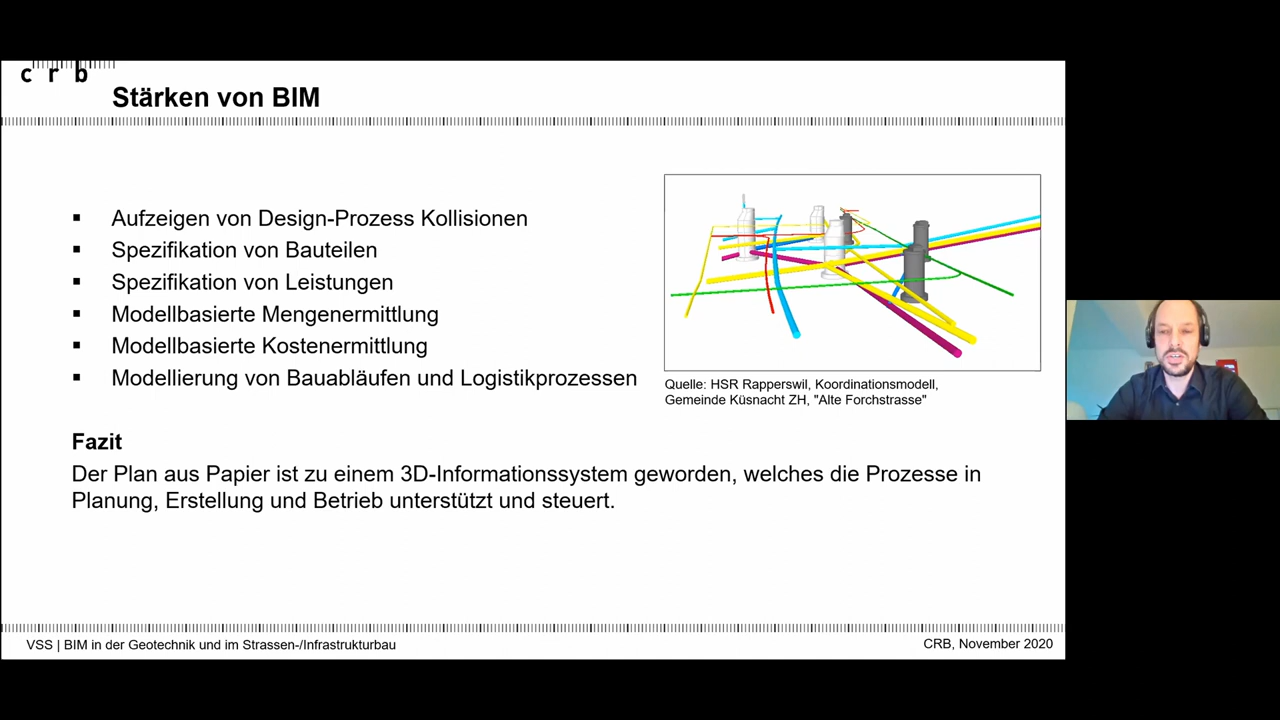 crb
Stärken von BIM
▪ Aufzeigen von Design-Prozess Kollisionen
▪ Spezifikation von Bauteilen
▪ Spezifikation von Leistungen
▪ Modellbasierte Mengenermittlung
▪ Modellbasierte Kostenermittlung
▪ Modellierung von Bauabläufen und Logistikprozessen
Quelle: HSR Rapperswil, Koordinationsmodell,
Gemeinde Küsnacht ZH, "Alte Forchstrasse"
Fazit
Der Plan aus Papier ist zu einem 3D-Informationssystem geworden, welches die Prozesse in
Planung, Erstellung und Betrieb unterstützt und steuert.
VSS | BIM in der Geotechnik und im Strassen-/Infrastrukturbau
CRB, November 2020